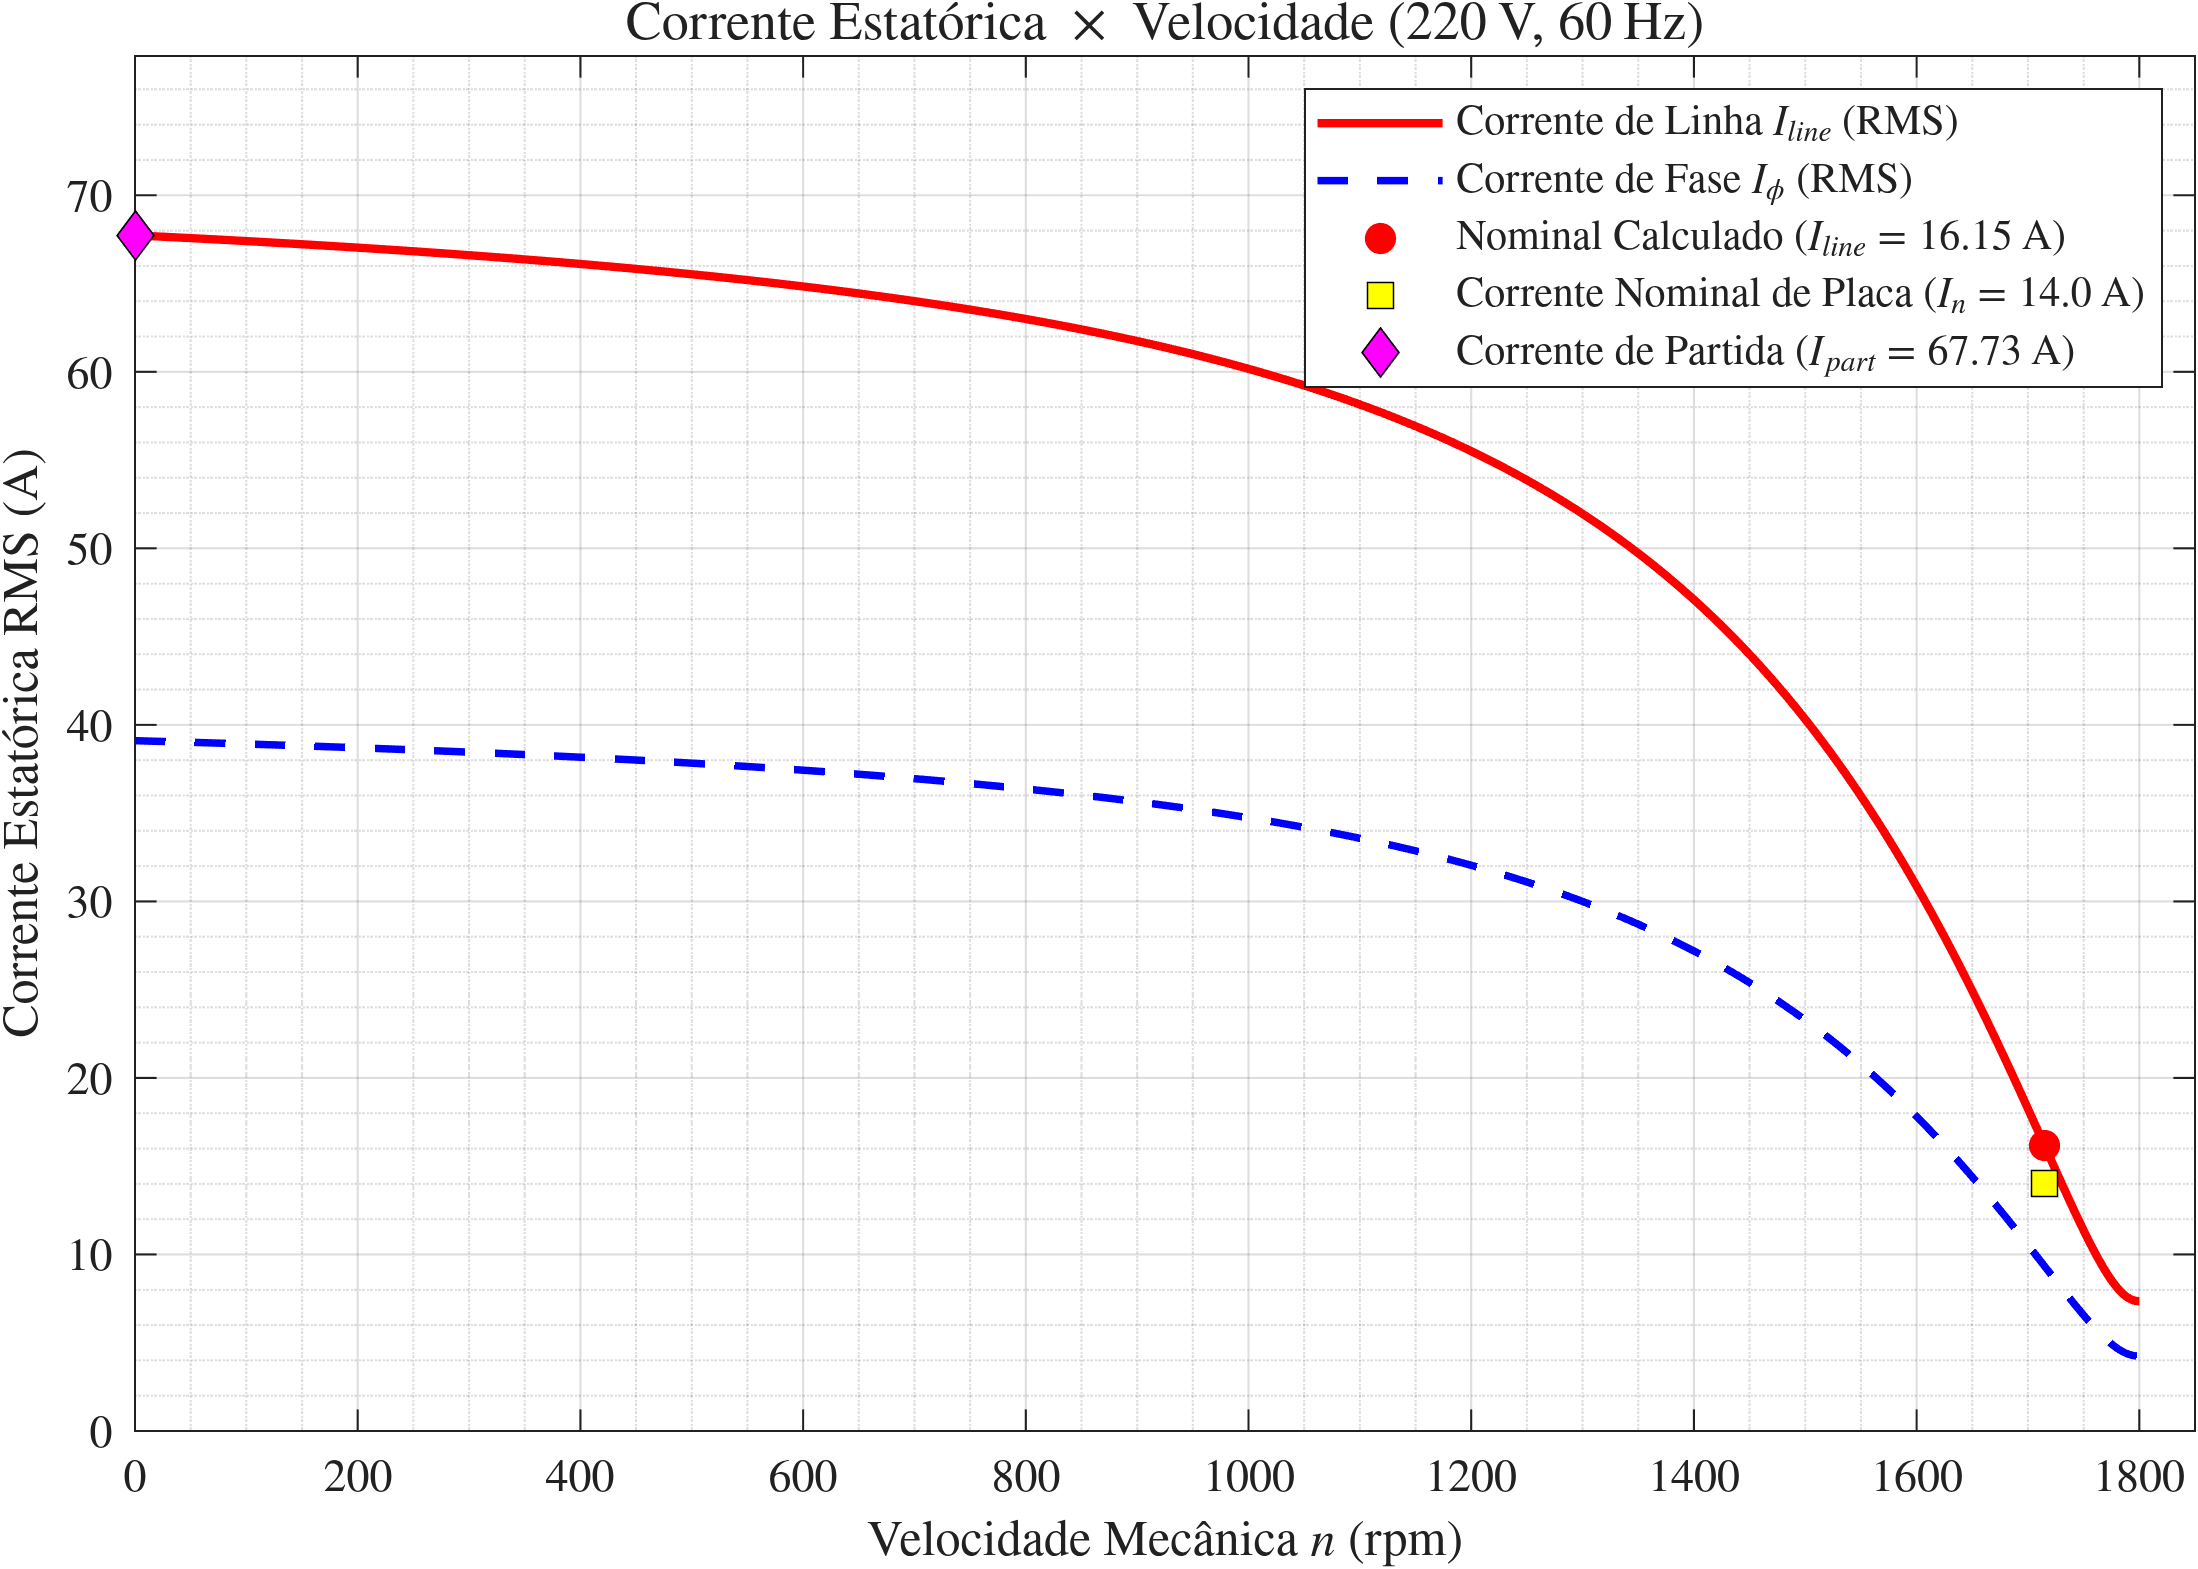 Corrente Estatórica × Velocidade (220 V, 60 Hz)
Corrente de Linha I_line (RMS)
Corrente de Fase I_ϕ (RMS)
Nominal Calculado (I_line = 16.15 A)
Corrente Nominal de Placa (I_n = 14.0 A)
Corrente de Partida (I_part = 67.73 A)
Corrente Estatórica RMS (A)
70
60
50
40
30
20
10
0
0 200 400 600 800 1000 1200 1400 1600 1800
Velocidade Mecânica n (rpm)